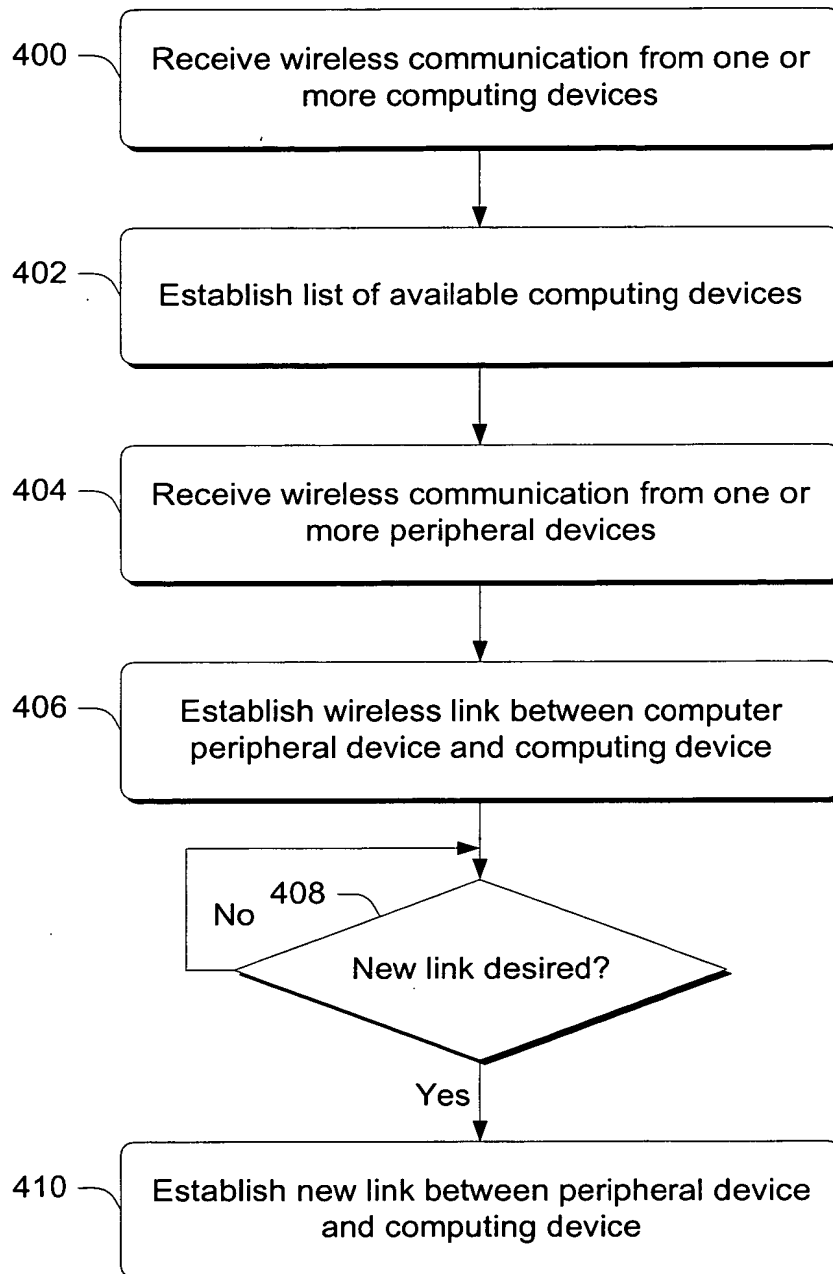 400
Receive wireless communication from one or
more computing devices
402
Establish list of available computing devices
404
Receive wireless communication from one or
more peripheral devices
406
Establish wireless link between computer
peripheral device and computing device
408
No
New link desired?
Yes
410
Establish new link between peripheral device
and computing device